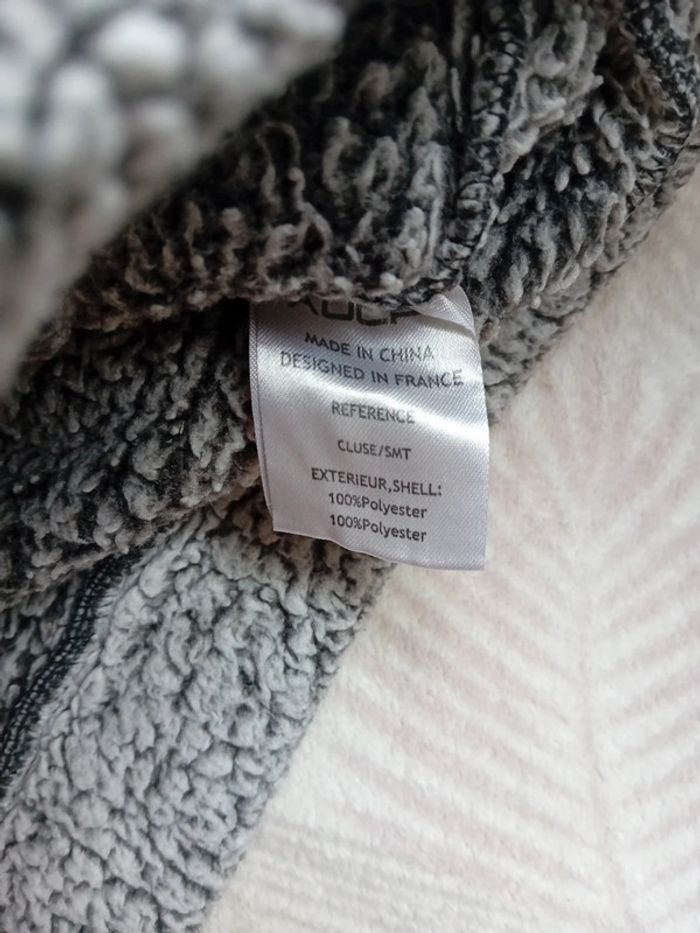 MADE IN CHINA
DESIGNED IN FRANCE
REFERENCE
CLUSE/SMT
EXTERIEUR,SHELL:
100%Polyester
100%Polyester